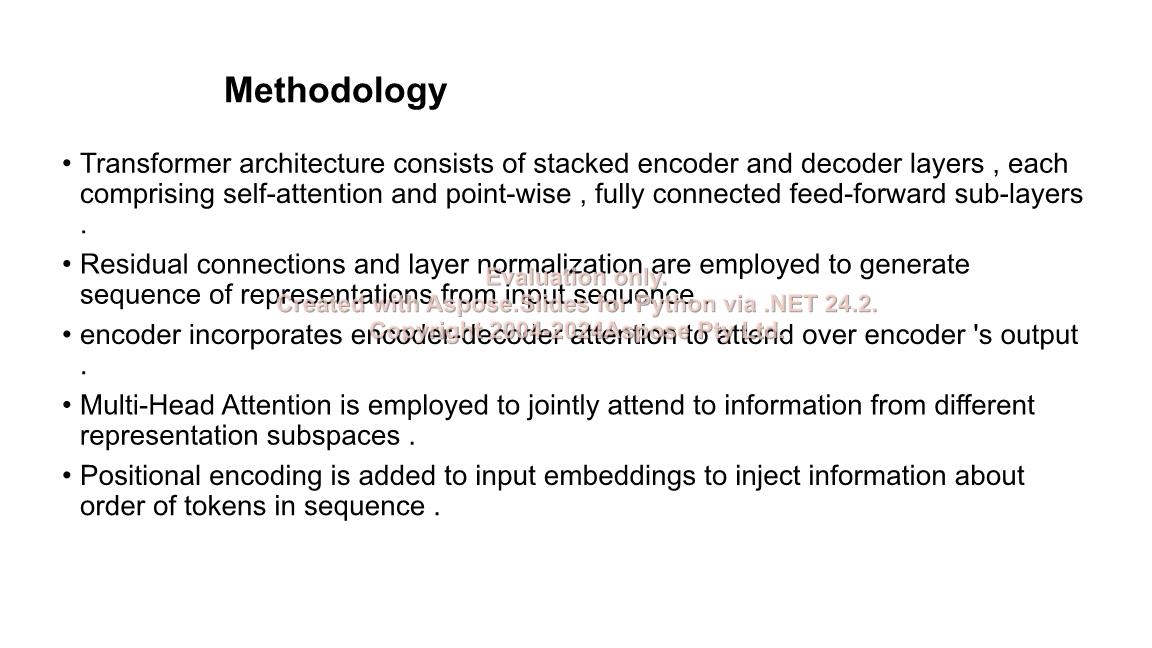 Methodology
• Transformer architecture consists of stacked encoder and decoder layers , each
comprising self-attention and point-wise , fully connected feed-forward sub-layers
.
• Residual connections and layer normalization are employed to generate
sequence of representations from input sequence .
• encoder incorporates encoder-decoder attention to attend over encoder 's output
.
• Multi-Head Attention is employed to jointly attend to information from different
representation subspaces .
• Positional encoding is added to input embeddings to inject information about
order of tokens in sequence .
Evaluation only.
Created with Aspose.Slides for Python via .NET 24.2.
Copyright 2004-2024Aspose Pty Ltd.